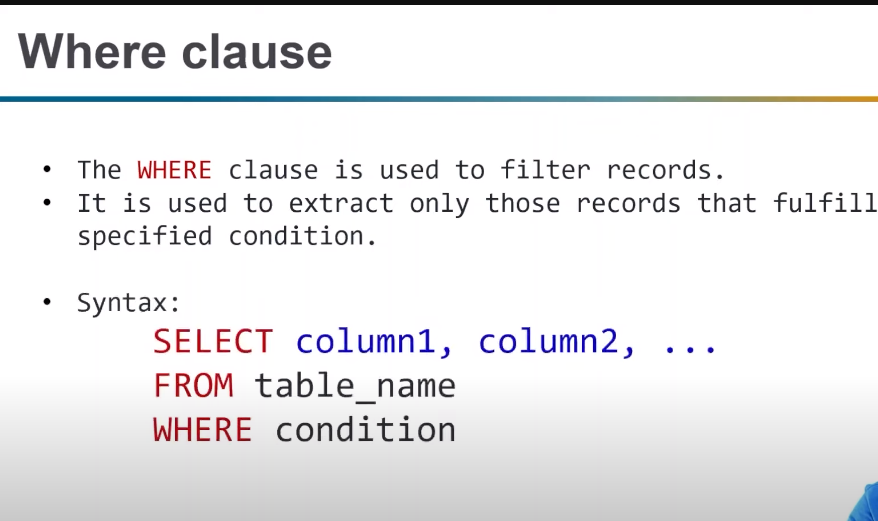 Where clause
• The WHERE clause is used to filter records.
• It is used to extract only those records that fulfill
specified condition.
• Syntax:
SELECT column1, column2, ...
FROM table_name
WHERE condition